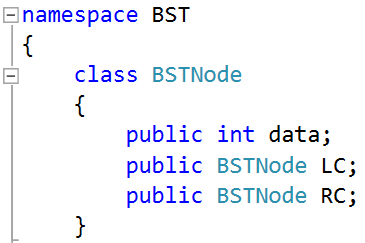 namespace BST
{
    class BSTNode
    {
        public int data;
        public BSTNode LC;
        public BSTNode RC;
    }